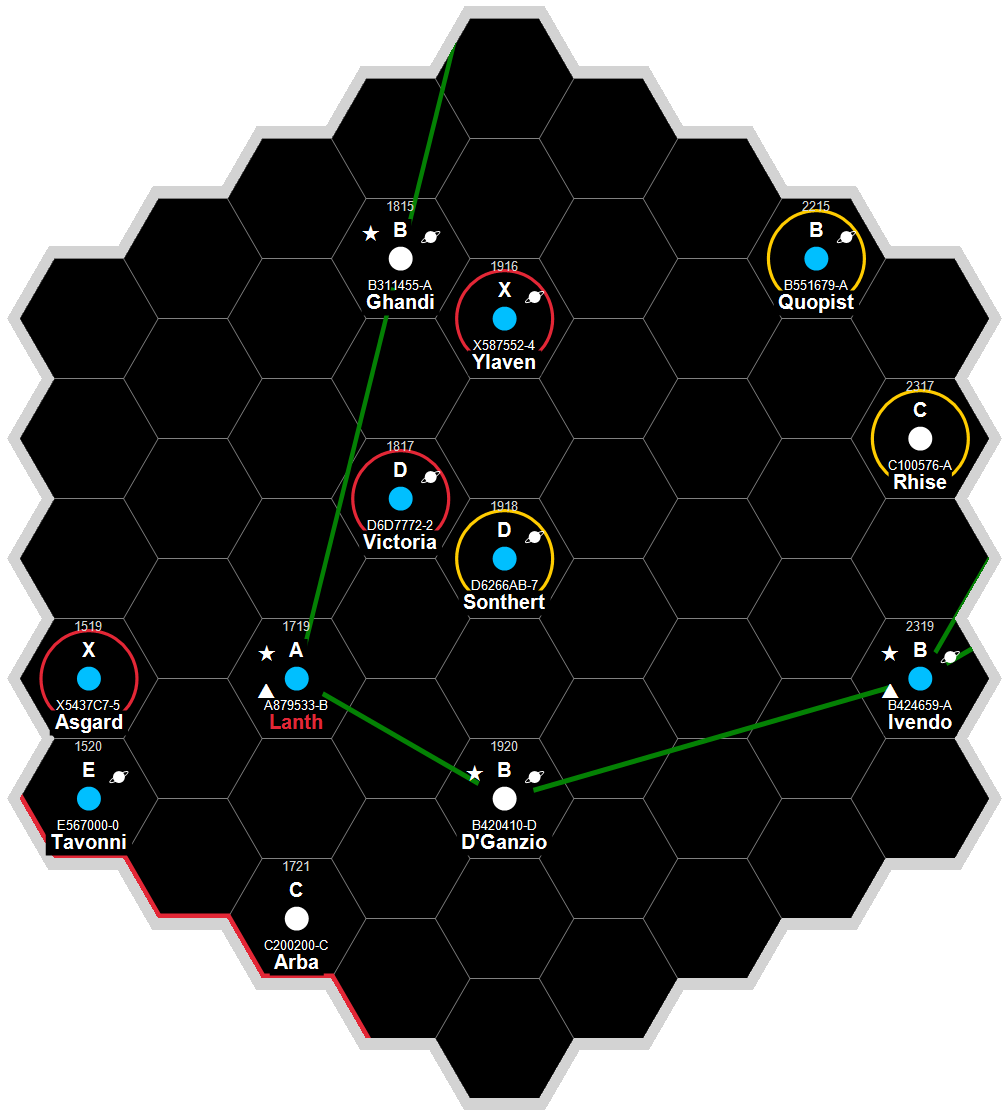 1815
B
B311455-A
Ghandi
2215
B
B551679-A
Quopist
1916
X
X587552-4
Ylaven
2317
C
C100576-A
Rhise
1817
D
D6D7772-2
Victoria
1918
D
D6266AB-7
Sonthert
1519
X
X5437C7-5
Asgard
1719
A
A879533-B
Lanth
2319
B
B424659-A
Ivendo
1520
E
E567000-0
Tavonni
1920
B
B420410-D
D'Ganzio
1721
C
C200200-C
Arba